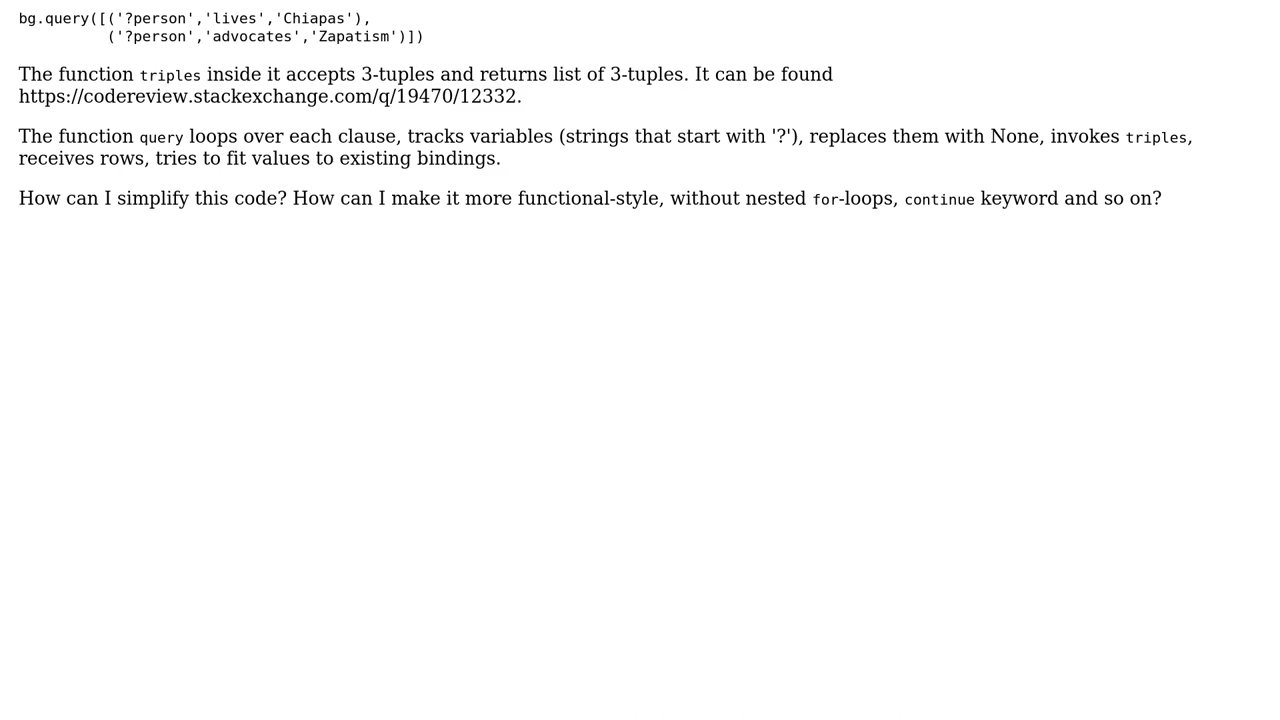 bg.query([('?person','lives','Chiapas'),
          ('?person','advocates','Zapatism')])
The function triples inside it accepts 3-tuples and returns list of 3-tuples. It can be found
https://codereview.stackexchange.com/q/19470/12332.
The function query loops over each clause, tracks variables (strings that start with '?'), replaces them with None, invokes triples,
receives rows, tries to fit values to existing bindings.
How can I simplify this code? How can I make it more functional-style, without nested for-loops, continue keyword and so on?